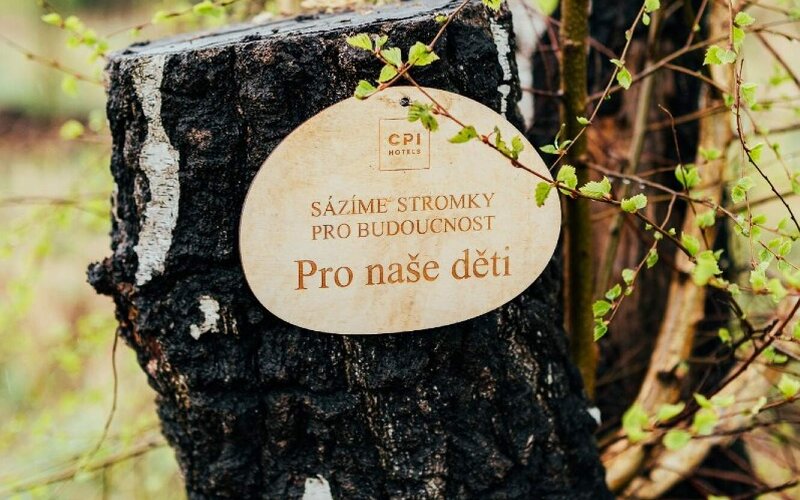 CPI
HOTELS
SÁZÍME STROMKY
PRO BUDOUCNOST
Pro naše děti